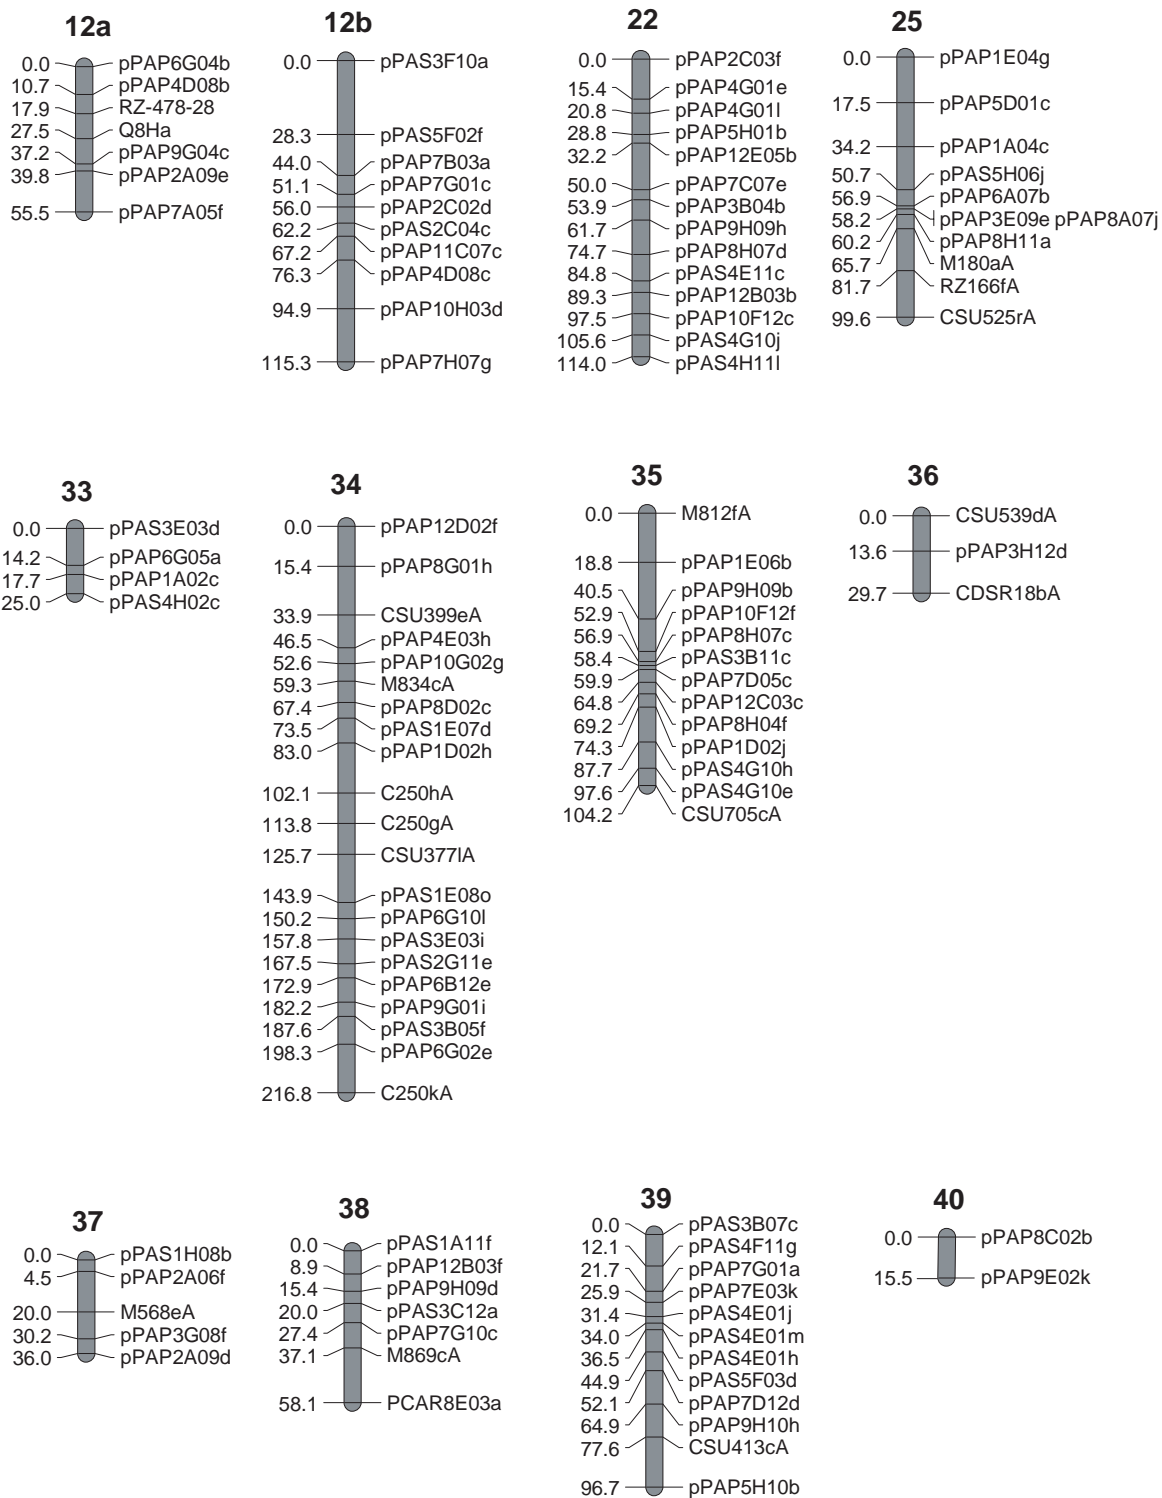 12a
0.0 pPAP6G04b
10.7 pPAP4D08b
17.9 RZ-478-28
27.5 Q8Ha
37.2 pPAP9G04c
39.8 pPAP2A09e
55.5 pPAP7A05f
12b
0.0 pPAS3F10a
28.3 pPAS5F02f
44.0 pPAP7B03a
51.1 pPAP7G01c
56.0 pPAP2C02d
62.2 pPAS2C04c
67.2 pPAP11C07c
76.3 pPAP4D08c
94.9 pPAP10H03d
115.3 pPAP7H07g
22
0.0 pPAP2C03f
15.4 pPAP4G01e
20.8 pPAP4G01l
28.8 pPAP5H01b
32.2 pPAP12E05b
50.0 pPAP7C07e
53.9 pPAP3B04b
61.7 pPAP9H09h
74.7 pPAP8H07d
84.8 pPAS4E11c
89.3 pPAP12B03b
97.5 pPAP10F12c
105.6 pPAS4G10j
114.0 pPAS4H11l
25
0.0 pPAP1E04g
17.5 pPAP5D01c
34.2 pPAP1A04c
50.7 pPAS5H06j
56.9 pPAP6A07b
58.2 pPAP3E09e pPAP8A07j
60.2 pPAP8H11a
65.7 M180aA
81.7 RZ166fA
99.6 CSU525rA
33
0.0 pPAS3E03d
14.2 pPAP6G05a
17.7 pPAP1A02c
25.0 pPAS4H02c
34
0.0 pPAP12D02f
15.4 pPAP8G01h
33.9 CSU399eA
46.5 pPAP4E03h
52.6 pPAP10G02g
59.3 M834cA
67.4 pPAP8D02c
73.5 pPAS1E07d
83.0 pPAP1D02h
102.1 C250hA
113.8 C250gA
125.7 CSU377lA
143.9 pPAS1E08o
150.2 pPAP6G10l
157.8 pPAS3E03i
167.5 pPAS2G11e
172.9 pPAP6B12e
182.2 pPAP9G01i
187.6 pPAS3B05f
198.3 pPAP6G02e
216.8 C250kA
35
0.0 M812fA
18.8 pPAP1E06b
40.5 pPAP9H09b
52.9 pPAP10F12f
56.9 pPAP8H07c
58.4 pPAS3B11c
59.9 pPAP7D05c
64.8 pPAP12C03c
69.2 pPAP8H04f
74.3 pPAP1D02j
87.7 pPAS4G10h
97.6 pPAS4G10e
104.2 CSU705cA
36
0.0 CSU539dA
13.6 pPAP3H12d
29.7 CDSR18bA
37
0.0 pPAS1H08b
4.5 pPAP2A06f
20.0 M568eA
30.2 pPAP3G08f
36.0 pPAP2A09d
38
0.0 pPAS1A11f
8.9 pPAP12B03f
15.4 pPAP9H09d
20.0 pPAS3C12a
27.4 pPAP7G10c
37.1 M869cA
58.1 PCAR8E03a
39
0.0 pPAS3B07c
12.1 pPAS4F11g
21.7 pPAP7G01a
25.9 pPAP7E03k
31.4 pPAS4E01j
34.0 pPAS4E01m
36.5 pPAS4E01h
44.9 pPAS5F03d
52.1 pPAP7D12d
64.9 pPAP9H10h
77.6 CSU413cA
96.7 pPAP5H10b
40
0.0 pPAP8C02b
15.5 pPAP9E02k